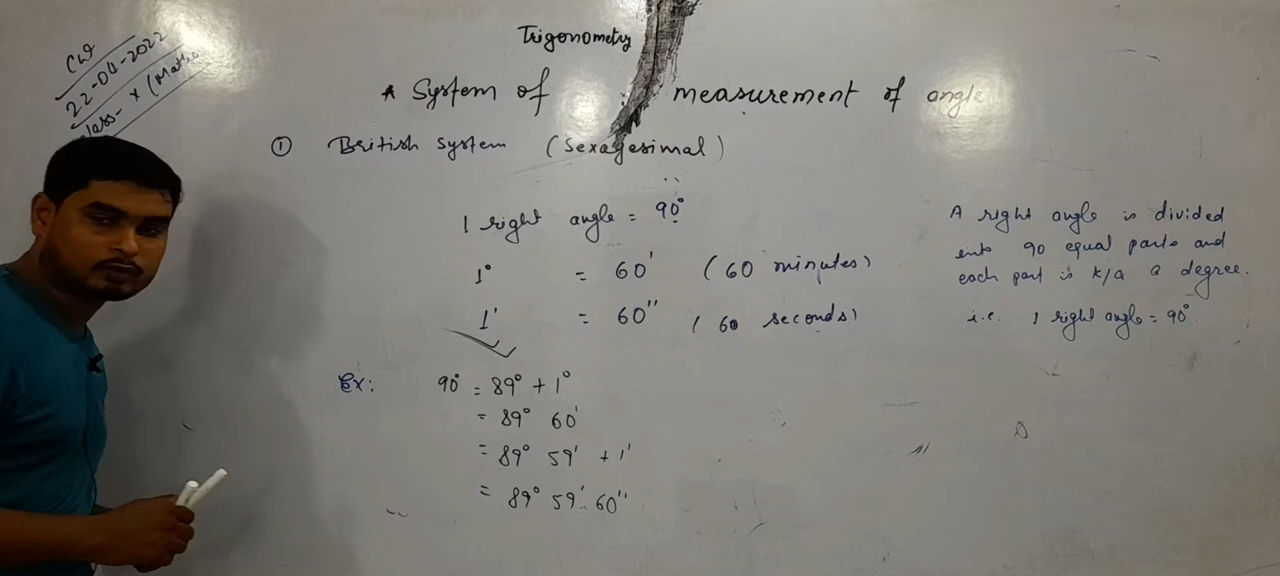 CW
22-04-2022
class- X (Maths
Trigonometry
* System of measurement of angle
① British system (Sexagesimal)
1 right angle = 90°
1° = 60' (60 minutes)
1' = 60'' (60 seconds)
A right angle is divided
into 90 equal parts and
each part is k/a a degree.
i.e. 1 right angle = 90°
Ex: 90° = 89° + 1°
= 89° 60'
= 89° 59' + 1'
= 89° 59' 60''